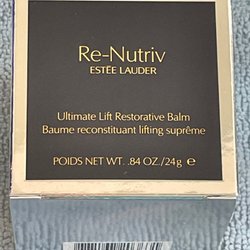 Re-Nutriv
ESTĒE LAUDER
Ultimate Lift Restorative Balm
Baume reconstituant lifting suprême
POIDS NET WT. .84 OZ./24g ℮